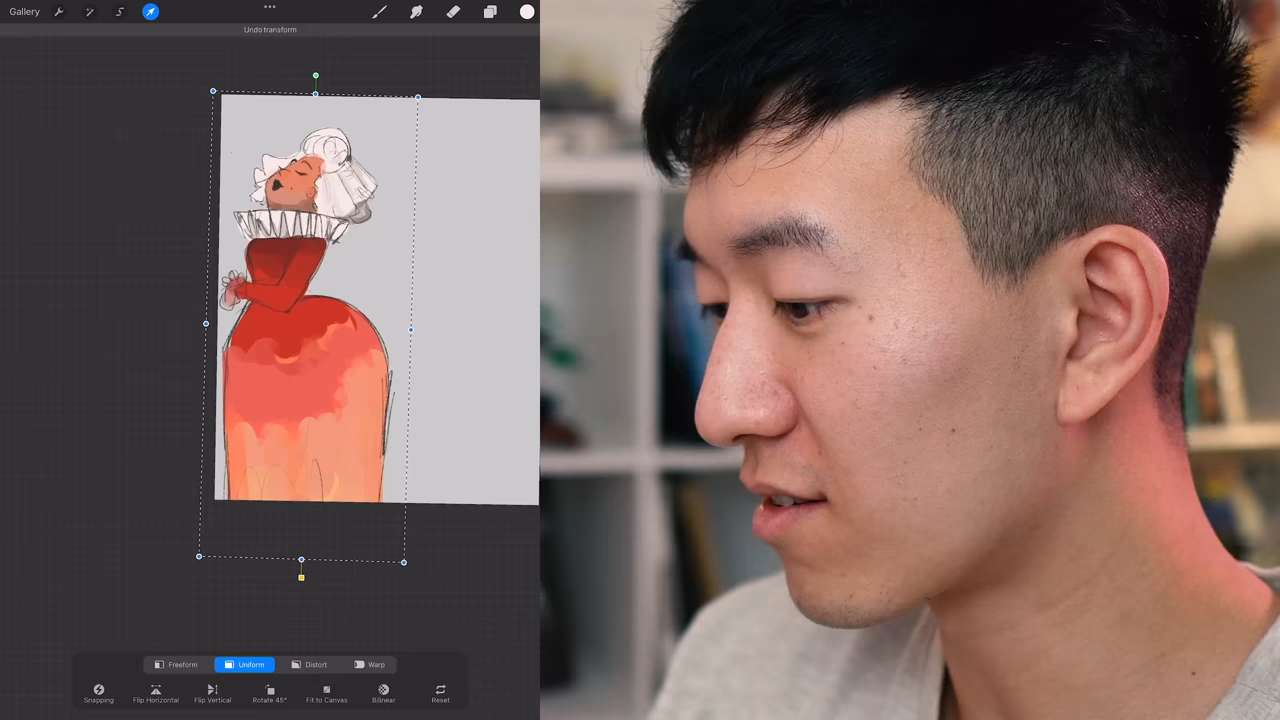 Gallery
Undo transform
Freeform Uniform Distort Warp
Snapping Flip Horizontal Flip Vertical Rotate 45° Fit to Canvas Bilinear Reset